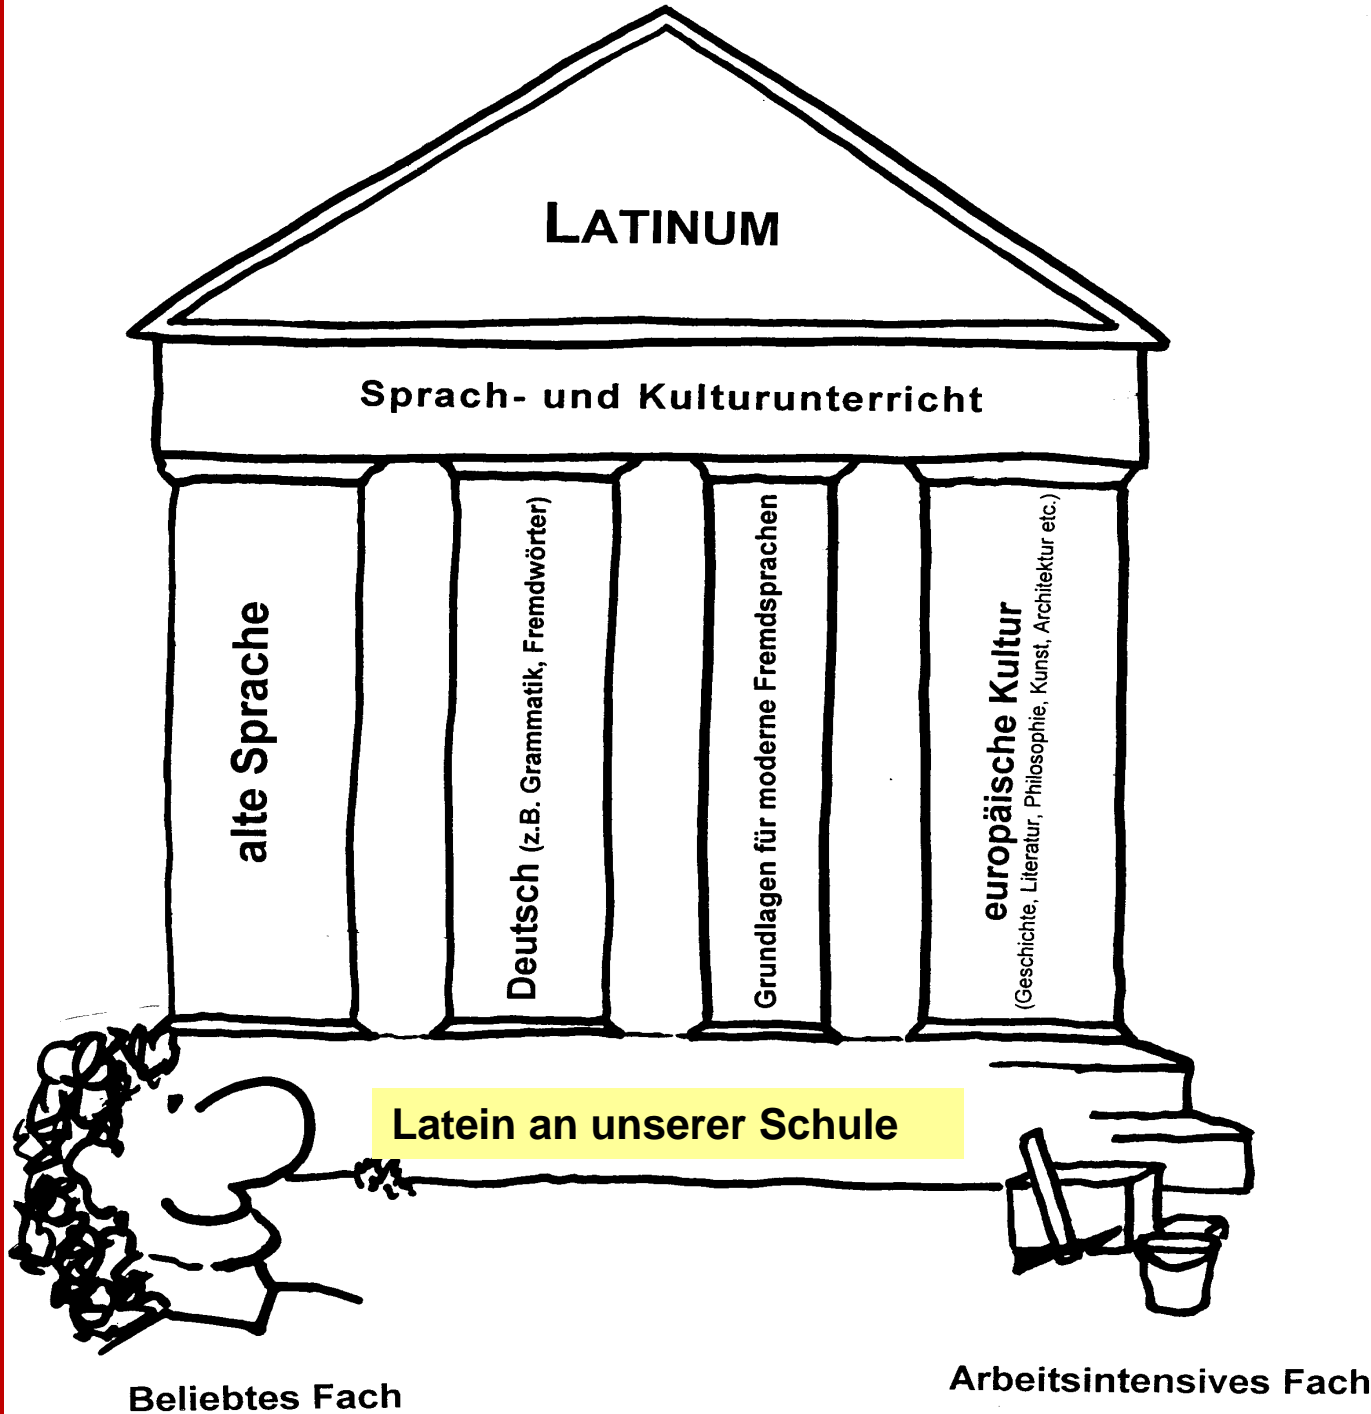 LATINUM
Sprach- und Kulturunterricht
alte Sprache
Deutsch (z.B. Grammatik, Fremdwörter)
Grundlagen für moderne Fremdsprachen
europäische Kultur
(Geschichte, Literatur, Philosophie, Kunst, Architektur etc.)
Latein an unserer Schule
Beliebtes Fach
Arbeitsintensives Fach